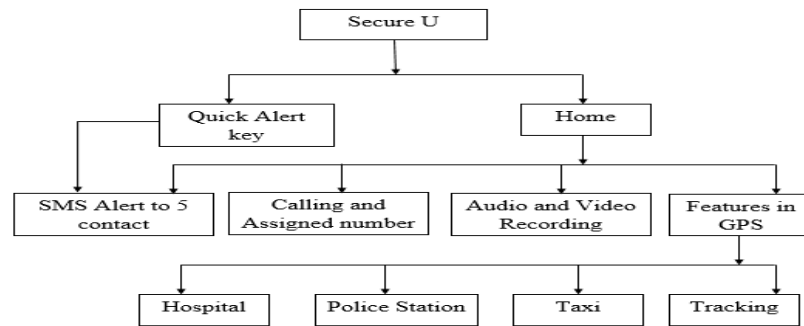 Secure U
Quick Alert
key
Home
SMS Alert to 5
contact
Calling and
Assigned number
Audio and Video
Recording
Features in
GPS
Hospital
Police Station
Taxi
Tracking